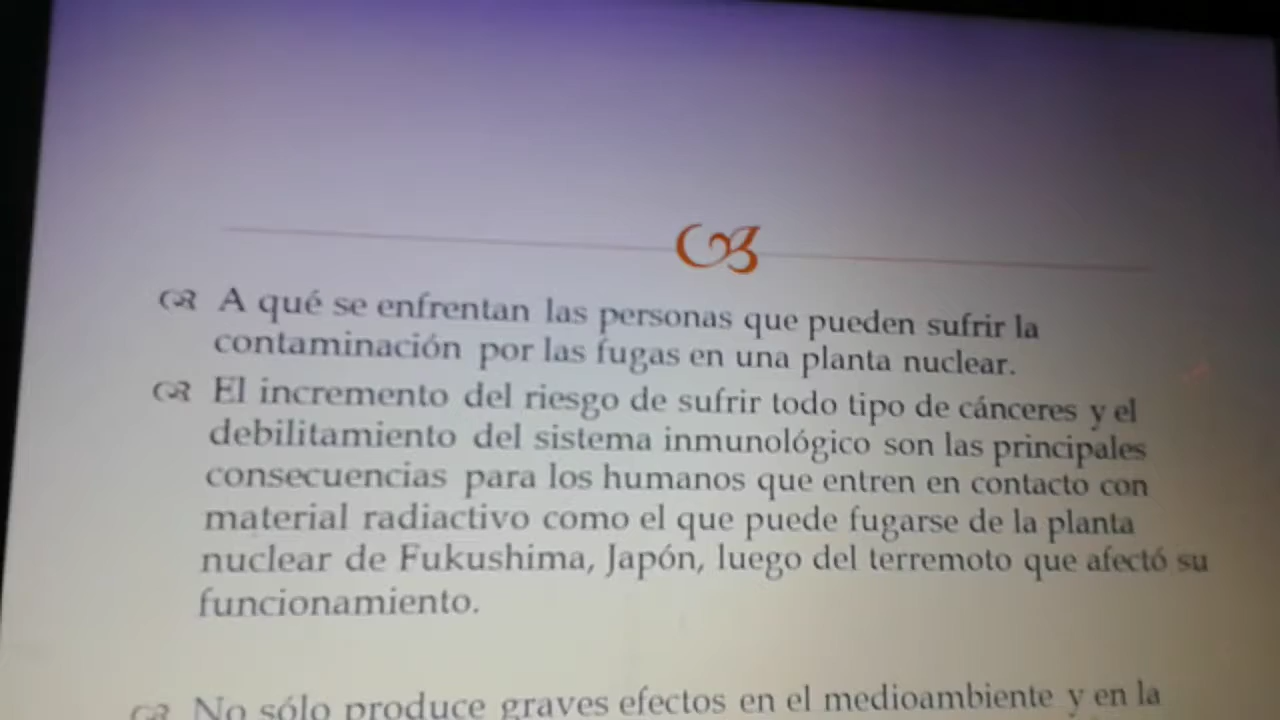 A qué se enfrentan las personas que pueden sufrir la
contaminación por las fugas en una planta nuclear.
El incremento del riesgo de sufrir todo tipo de cánceres y el
debilitamiento del sistema inmunológico son las principales
consecuencias para los humanos que entren en contacto con
material radiactivo como el que puede fugarse de la planta
nuclear de Fukushima, Japón, luego del terremoto que afectó su
funcionamiento.
No sólo produce graves efectos en el medioambiente y en la